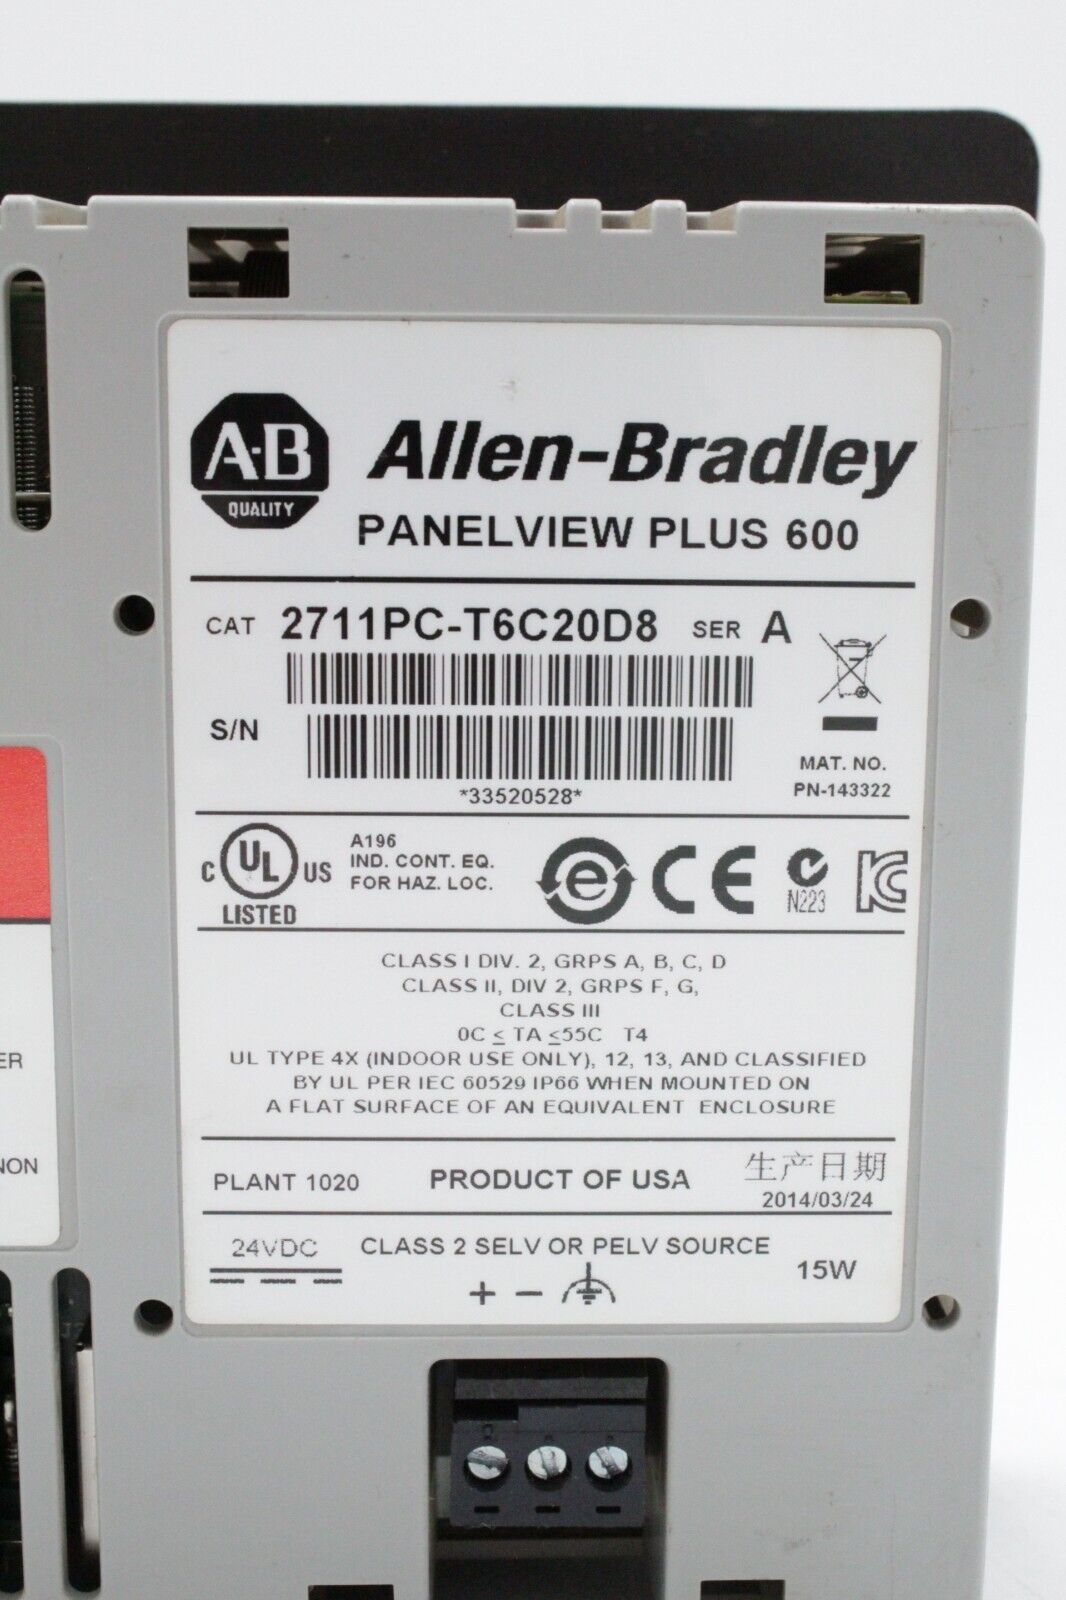 A-B
QUALITY
Allen-Bradley
PANELVIEW PLUS 600
CAT 2711PC-T6C20D8 SER A
S/N
*33520528*
MAT. NO.
PN-143322
C UL US
LISTED
A196
IND. CONT. EQ.
FOR HAZ. LOC.
e CE
N223
KC
CLASS I DIV. 2, GRPS A, B, C, D
CLASS II, DIV 2, GRPS F, G,
CLASS III
0C ≤ TA ≤55C T4
UL TYPE 4X (INDOOR USE ONLY), 12, 13, AND CLASSIFIED
BY UL PER IEC 60529 IP66 WHEN MOUNTED ON
A FLAT SURFACE OF AN EQUIVALENT ENCLOSURE
ER
NON
PLANT 1020 PRODUCT OF USA 生产日期
2014/03/24
24VDC CLASS 2 SELV OR PELV SOURCE
15W
+ −